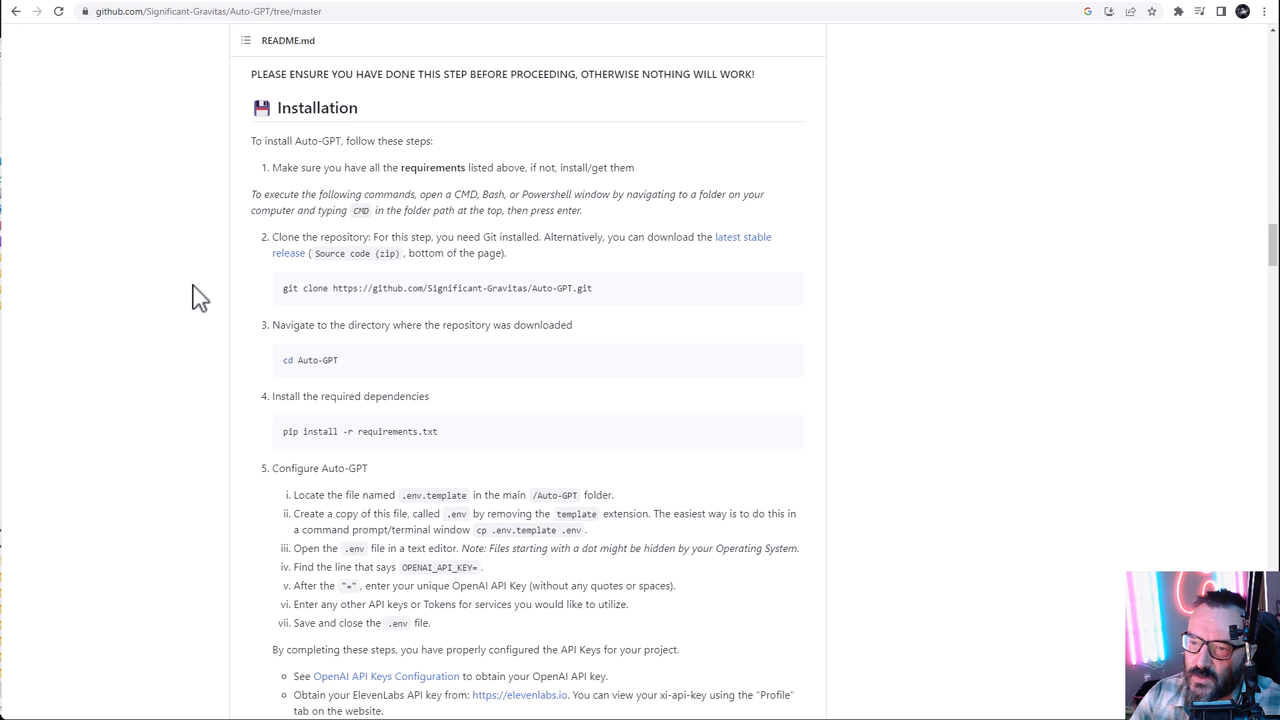 github.com/Significant-Gravitas/Auto-GPT/tree/master
README.md
PLEASE ENSURE YOU HAVE DONE THIS STEP BEFORE PROCEEDING, OTHERWISE NOTHING WILL WORK!
💾 Installation
To install Auto-GPT, follow these steps:
1. Make sure you have all the requirements listed above, if not, install/get them
To execute the following commands, open a CMD, Bash, or Powershell window by navigating to a folder on your
computer and typing CMD in the folder path at the top, then press enter.
2. Clone the repository: For this step, you need Git installed. Alternatively, you can download the latest stable
release ( Source code (zip) , bottom of the page).
git clone https://github.com/Significant-Gravitas/Auto-GPT.git
3. Navigate to the directory where the repository was downloaded
cd Auto-GPT
4. Install the required dependencies
pip install -r requirements.txt
5. Configure Auto-GPT
i. Locate the file named .env.template in the main /Auto-GPT folder.
ii. Create a copy of this file, called .env by removing the template extension. The easiest way is to do this in
a command prompt/terminal window cp .env.template .env .
iii. Open the .env file in a text editor. Note: Files starting with a dot might be hidden by your Operating System.
iv. Find the line that says OPENAI_API_KEY= .
v. After the "=" , enter your unique OpenAI API Key (without any quotes or spaces).
vi. Enter any other API keys or Tokens for services you would like to utilize.
vii. Save and close the .env file.
By completing these steps, you have properly configured the API Keys for your project.
○ See OpenAI API Keys Configuration to obtain your OpenAI API key.
○ Obtain your ElevenLabs API key from: https://elevenlabs.io. You can view your xi-api-key using the "Profile"
tab on the website.